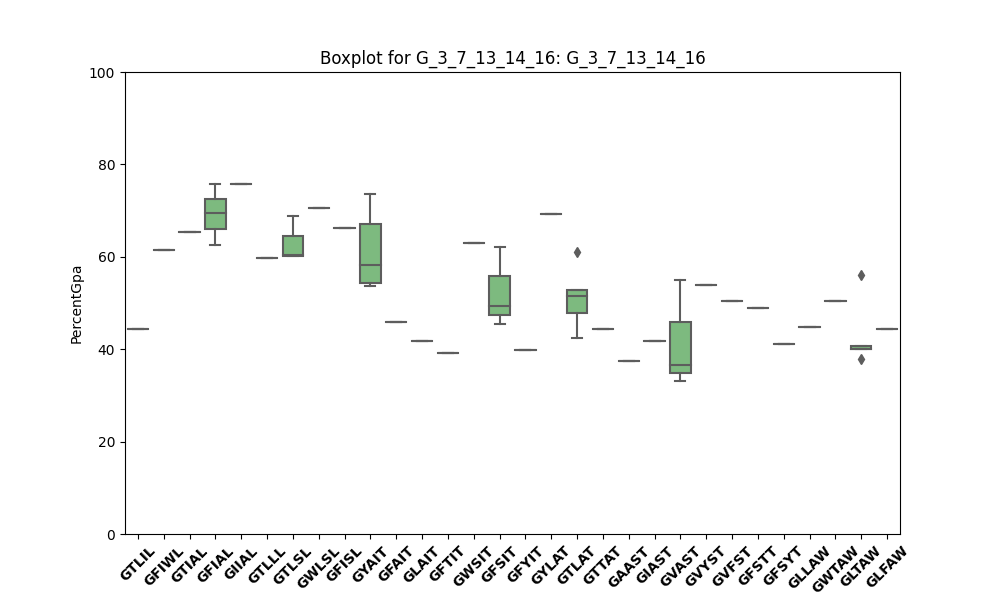 Boxplot for G_3_7_13_14_16: G_3_7_13_14_16
100
80
60
40
20
0
PercentGpa
GTLIL
GFIWL
GTIAL
GFIAL
GIIAL
GTLLL
GTLSL
GWLSL
GFISL
GYAIT
GFAIT
GLAIT
GFTIT
GWSIT
GFSIT
GFYIT
GYLAT
GTLAT
GTTAT
GAAST
GIAST
GVAST
GVYST
GVFST
GFSTT
GFSYT
GLLAW
GWTAW
GLTAW
GLFAW